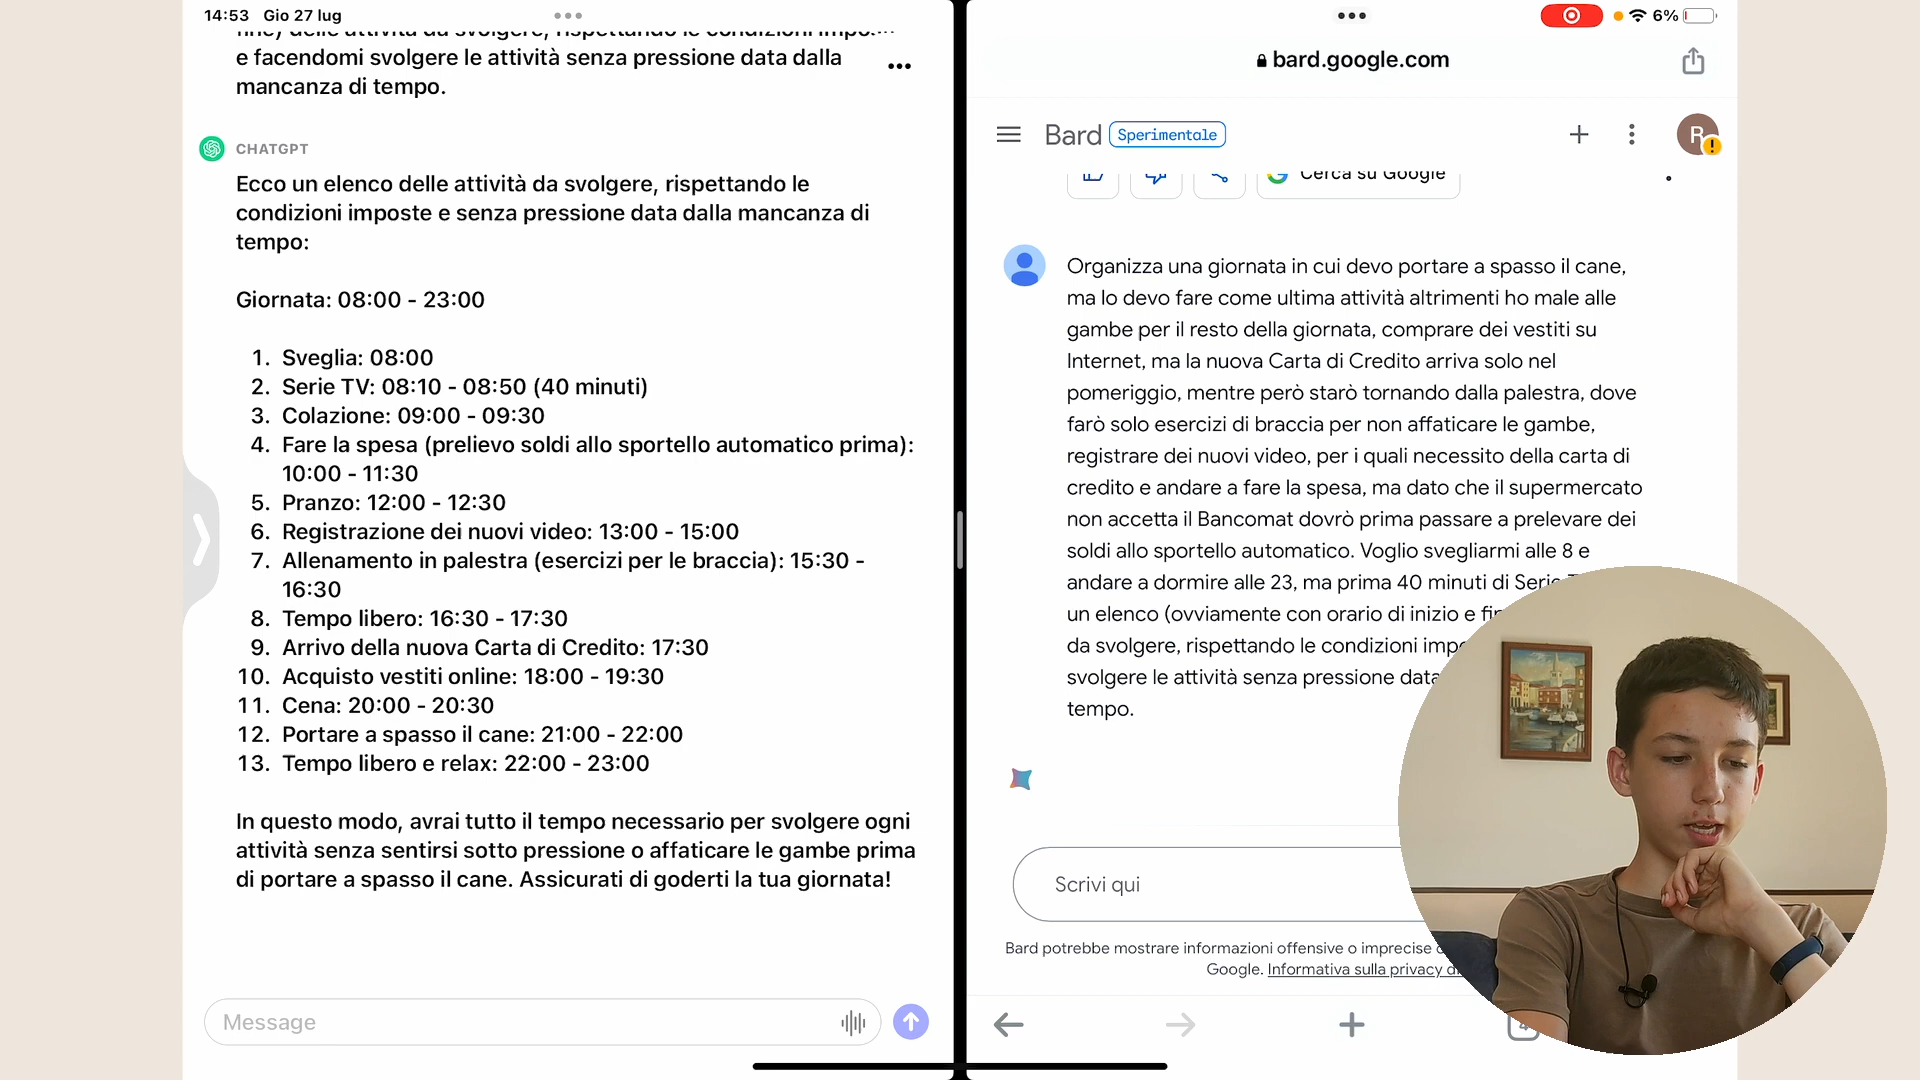 14:53 Gio 27 lug
e facendomi svolgere le attività senza pressione data dalla
mancanza di tempo.
CHATGPT
Ecco un elenco delle attività da svolgere, rispettando le
condizioni imposte e senza pressione data dalla mancanza di
tempo:
Giornata: 08:00 - 23:00
1. Sveglia: 08:00
2. Serie TV: 08:10 - 08:50 (40 minuti)
3. Colazione: 09:00 - 09:30
4. Fare la spesa (prelievo soldi allo sportello automatico prima):
10:00 - 11:30
5. Pranzo: 12:00 - 12:30
6. Registrazione dei nuovi video: 13:00 - 15:00
7. Allenamento in palestra (esercizi per le braccia): 15:30 -
16:30
8. Tempo libero: 16:30 - 17:30
9. Arrivo della nuova Carta di Credito: 17:30
10. Acquisto vestiti online: 18:00 - 19:30
11. Cena: 20:00 - 20:30
12. Portare a spasso il cane: 21:00 - 22:00
13. Tempo libero e relax: 22:00 - 23:00
In questo modo, avrai tutto il tempo necessario per svolgere ogni
attività senza sentirsi sotto pressione o affaticare le gambe prima
di portare a spasso il cane. Assicurati di goderti la tua giornata!
Message
6%
bard.google.com
Bard Sperimentale
R
Cerca su Google
Organizza una giornata in cui devo portare a spasso il cane,
ma lo devo fare come ultima attività altrimenti ho male alle
gambe per il resto della giornata, comprare dei vestiti su
Internet, ma la nuova Carta di Credito arriva solo nel
pomeriggio, mentre però starò tornando dalla palestra, dove
farò solo esercizi di braccia per non affaticare le gambe,
registrare dei nuovi video, per i quali necessito della carta di
credito e andare a fare la spesa, ma dato che il supermercato
non accetta il Bancomat dovrò prima passare a prelevare dei
soldi allo sportello automatico. Voglio svegliarmi alle 8 e
andare a dormire alle 23, ma prima 40 minuti di Serie
un elenco (ovviamente con orario di inizio e
da svolgere, rispettando le condizioni
svolgere le attività senza pressione data
tempo.
Scrivi qui
Bard potrebbe mostrare informazioni offensive o imprecise
Google. Informativa sulla privacy